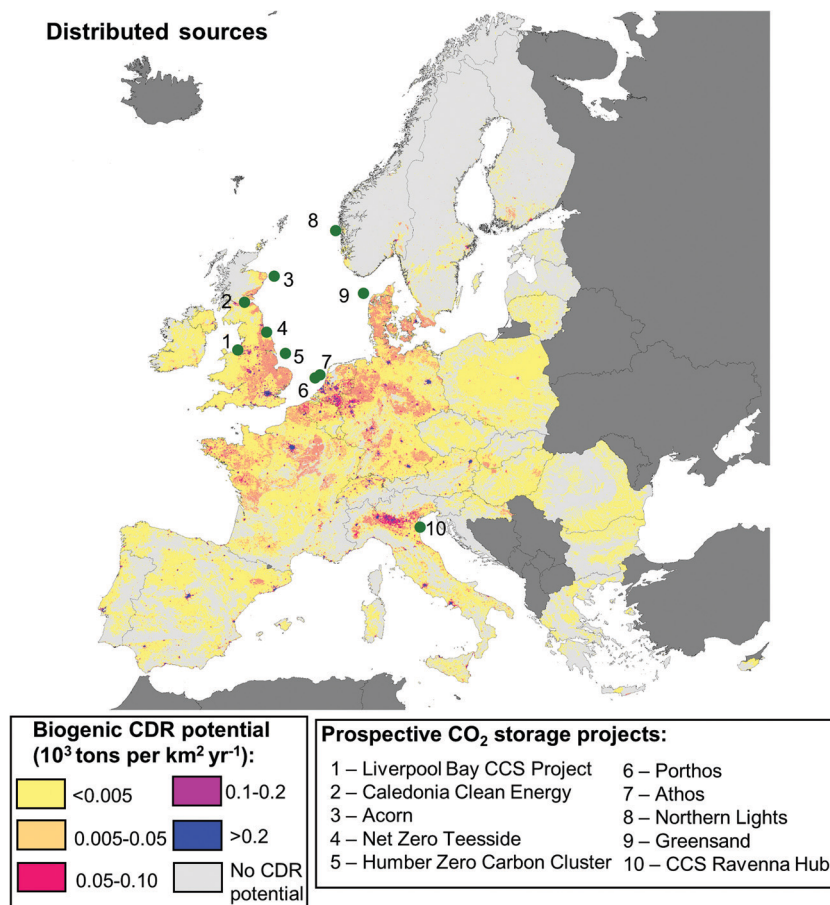 Distributed sources
8
3
9
2
4
1
5
7
6
10
Biogenic CDR potential
(10³ tons per km² yr⁻¹):
<0.005
0.005-0.05
0.05-0.10
0.1-0.2
>0.2
No CDR
potential
Prospective CO₂ storage projects:
1 – Liverpool Bay CCS Project
2 – Caledonia Clean Energy
3 – Acorn
4 – Net Zero Teesside
5 – Humber Zero Carbon Cluster
6 – Porthos
7 – Athos
8 – Northern Lights
9 – Greensand
10 – CCS Ravenna Hub